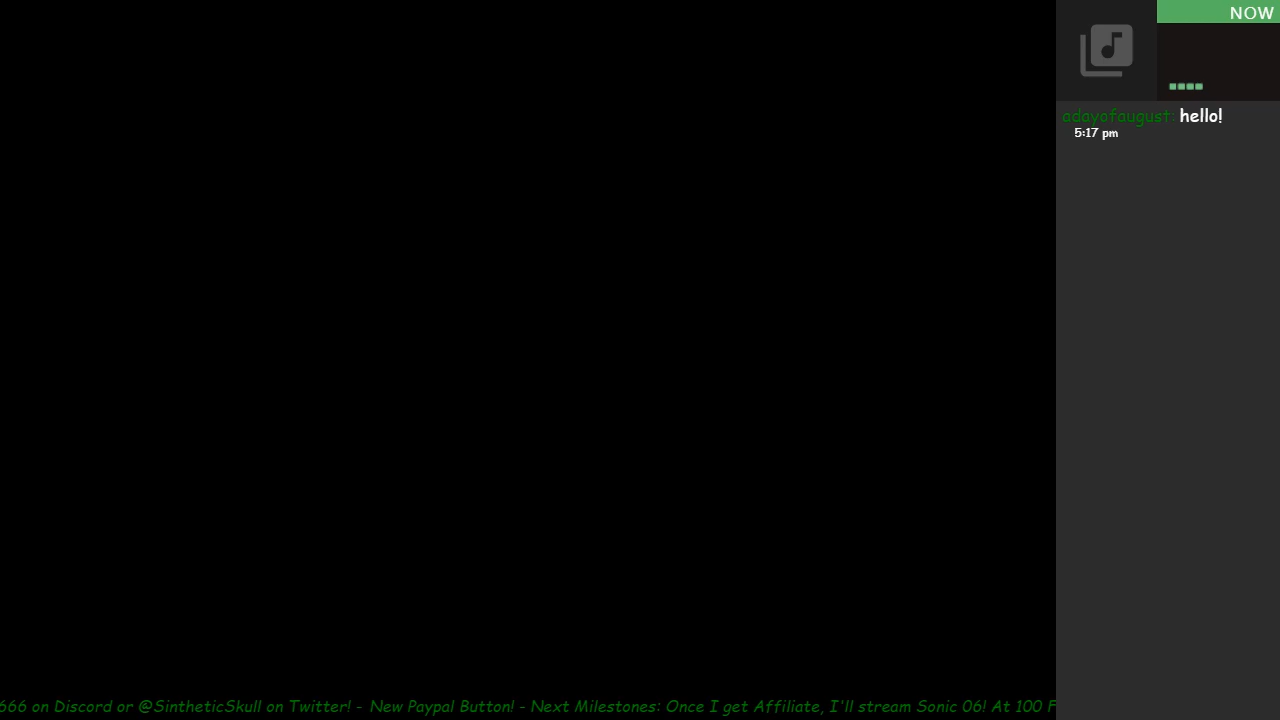 NOW
adayofaugust: hello!
5:17 pm
666 on Discord or @SintheticSkull on Twitter! - New Paypal Button! - Next Milestones: Once I get Affiliate, I'll stream Sonic 06! At 100 F